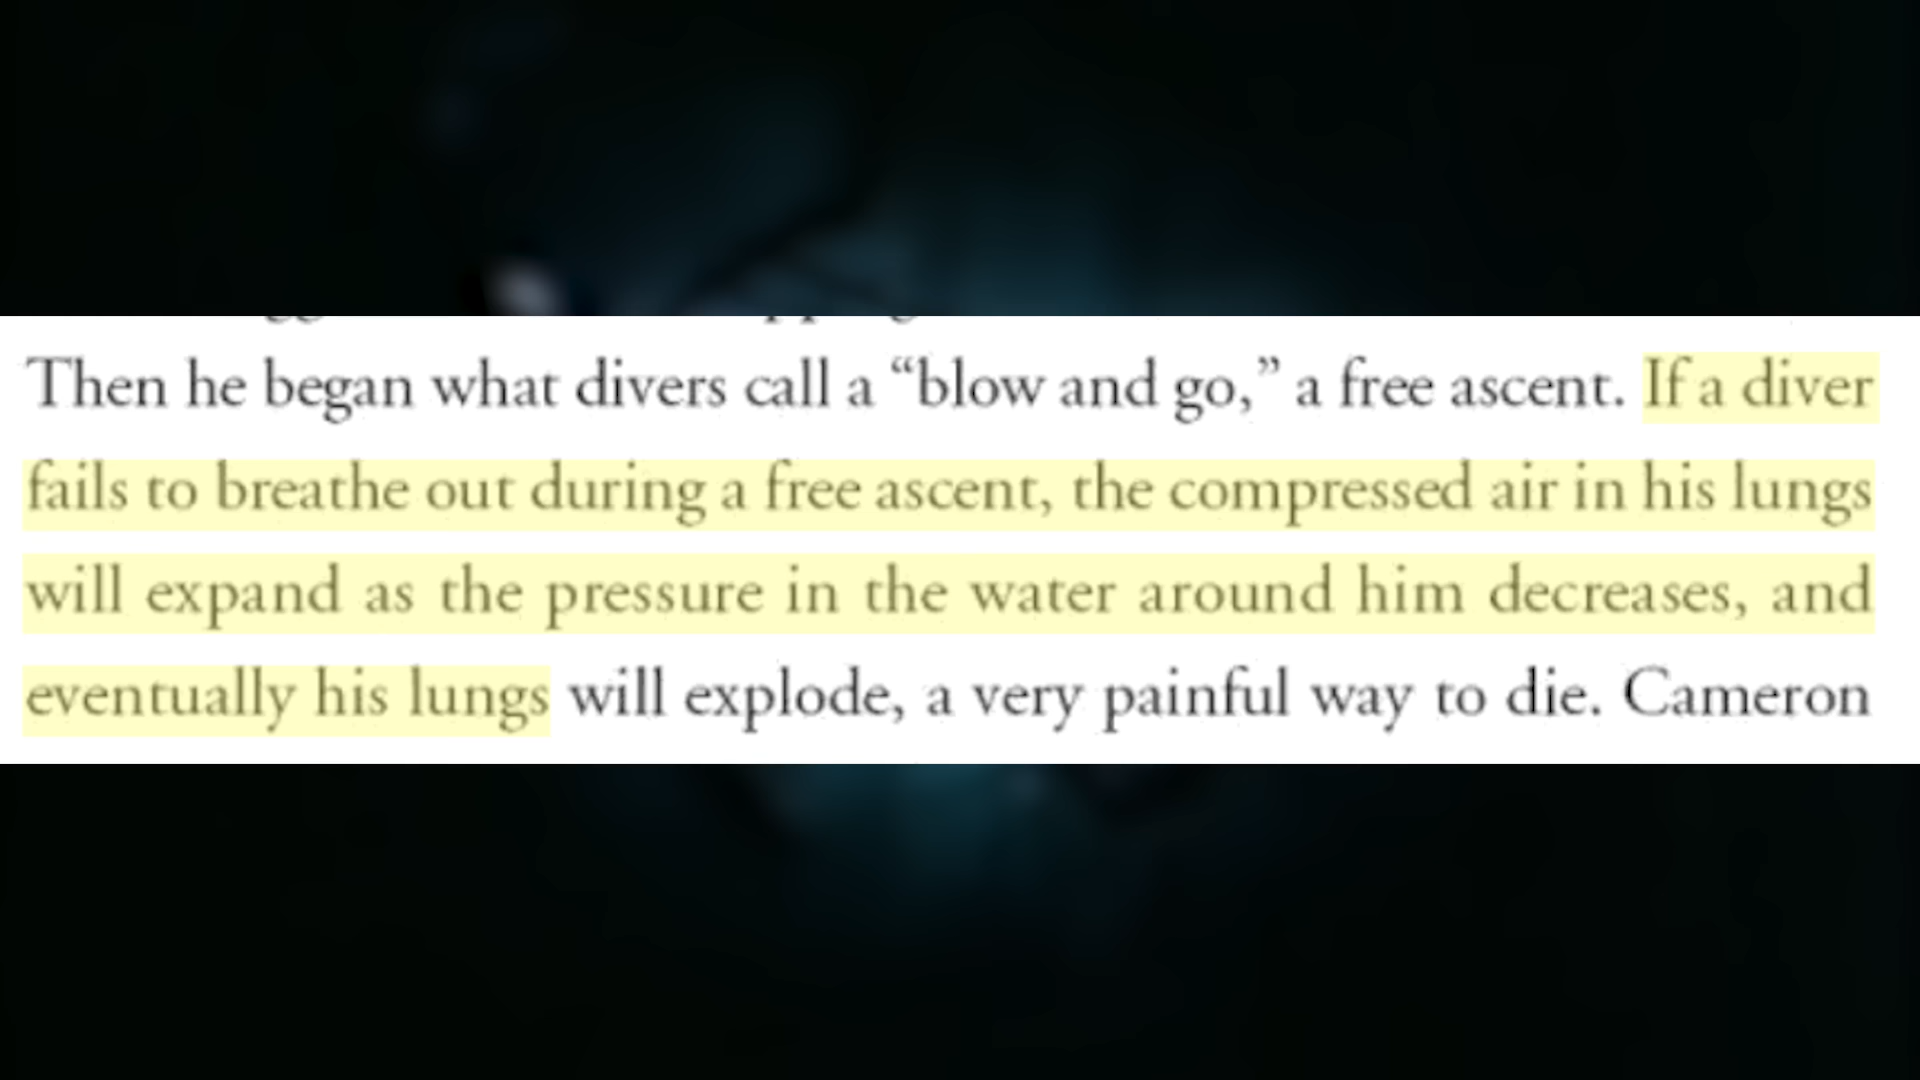 Then he began what divers call a “blow and go,” a free ascent. If a diver
fails to breathe out during a free ascent, the compressed air in his lungs
will expand as the pressure in the water around him decreases, and
eventually his lungs will explode, a very painful way to die. Cameron